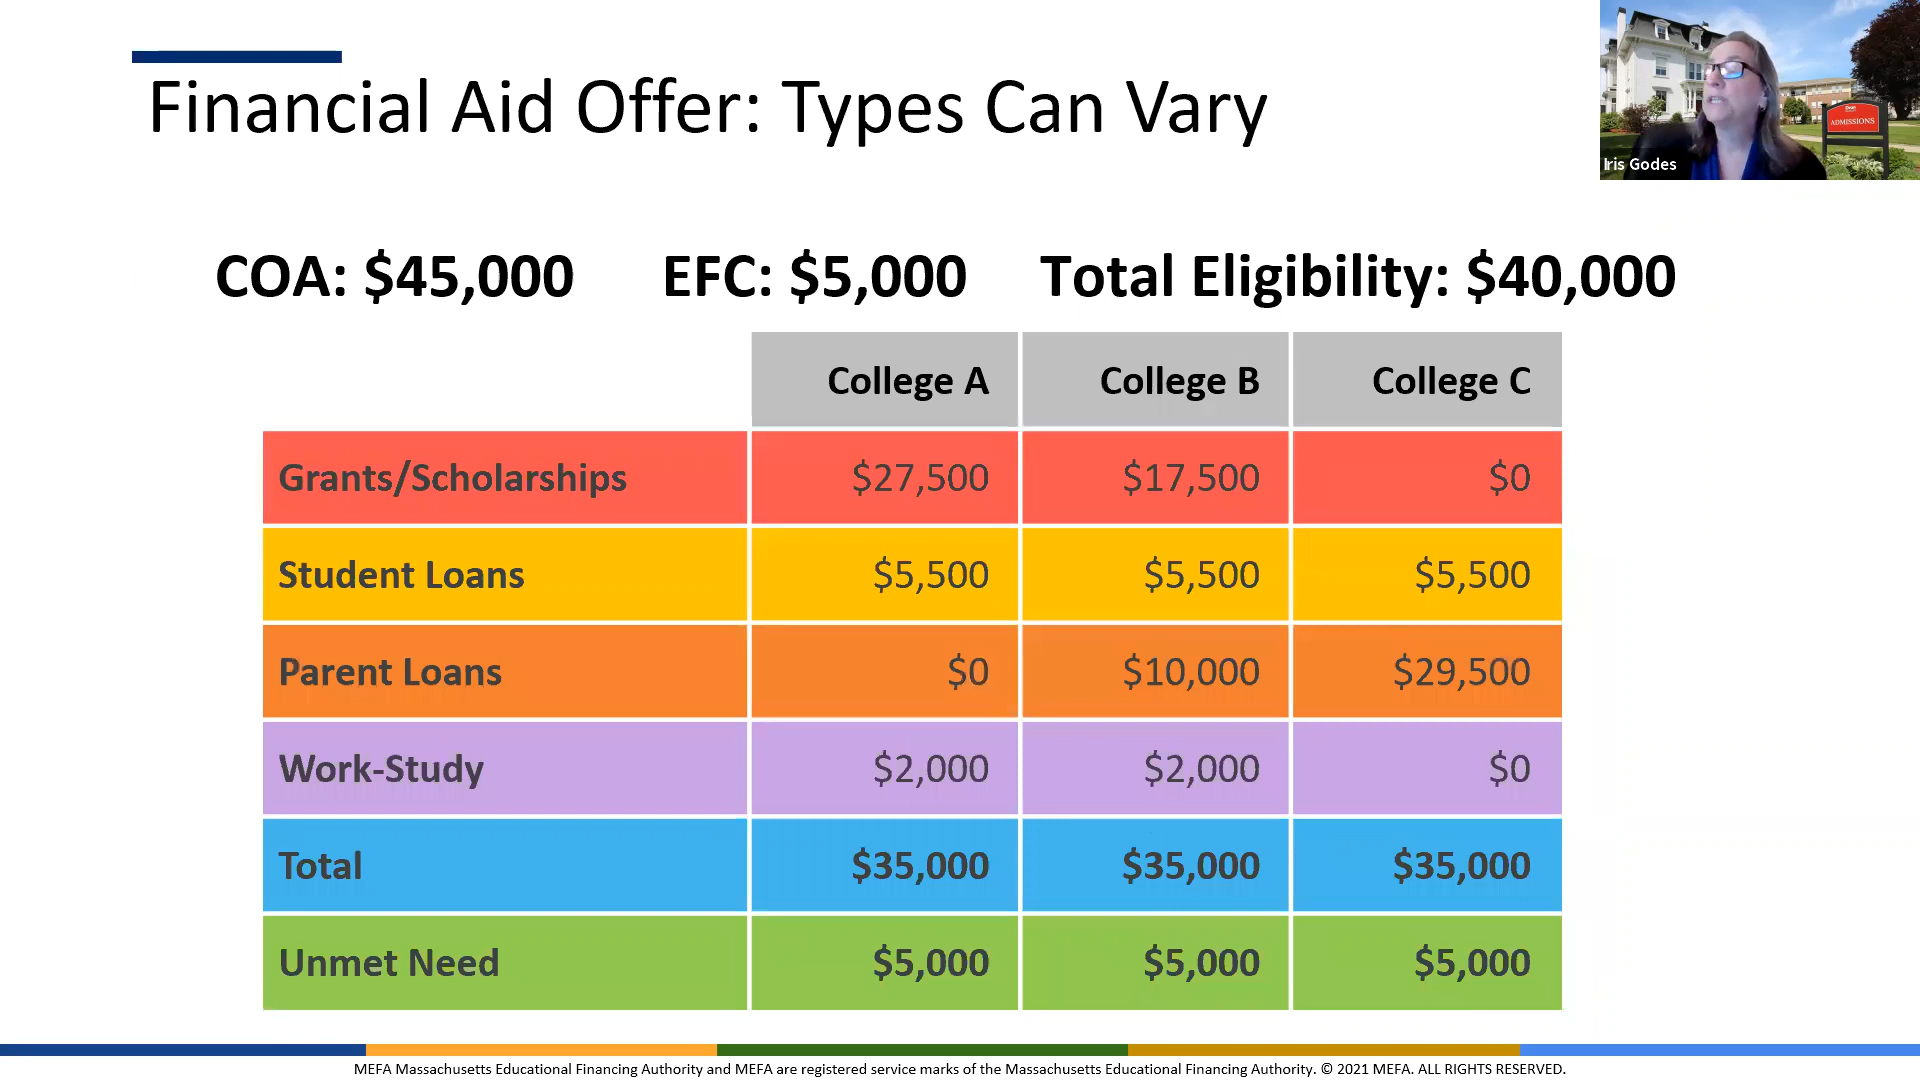 Financial Aid Offer: Types Can Vary
ADMISSIONS
Iris Godes
COA: $45,000 EFC: $5,000 Total Eligibility: $40,000
College A College B College C
Grants/Scholarships $27,500 $17,500 $0
Student Loans $5,500 $5,500 $5,500
Parent Loans $0 $10,000 $29,500
Work-Study $2,000 $2,000 $0
Total $35,000 $35,000 $35,000
Unmet Need $5,000 $5,000 $5,000
MEFA Massachusetts Educational Financing Authority and MEFA are registered service marks of the Massachusetts Educational Financing Authority. © 2021 MEFA. ALL RIGHTS RESERVED.